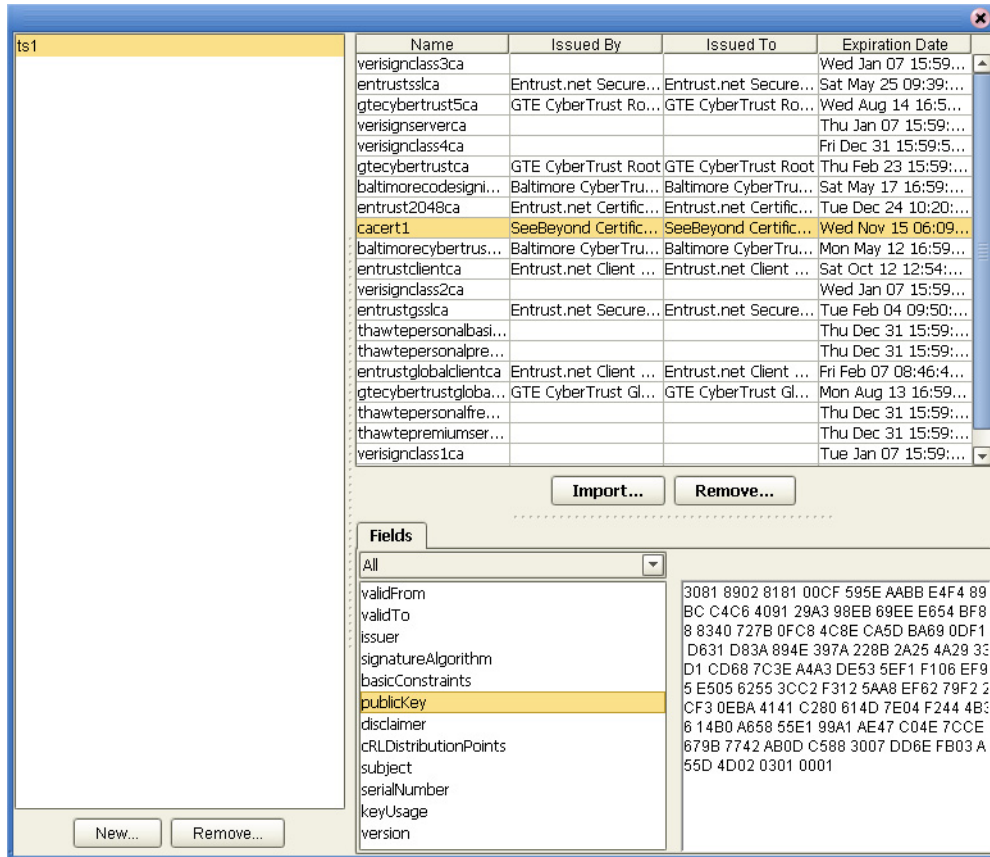 ts1
Name Issued By Issued To Expiration Date
verisignclass3ca Wed Jan 07 15:59...
entrustsslca Entrust.net Secure... Entrust.net Secure... Sat May 25 09:39:...
gtecybertrust5ca GTE CyberTrust Ro... GTE CyberTrust Ro... Wed Aug 14 16:5...
verisignserverca Thu Jan 07 15:59:...
verisignclass4ca Fri Dec 31 15:59:5...
gtecybertrustca GTE CyberTrust Root GTE CyberTrust Root Thu Feb 23 15:59:...
baltimorecodesigni... Baltimore CyberTru... Baltimore CyberTru... Sat May 17 16:59:...
entrust2048ca Entrust.net Certific... Entrust.net Certific... Tue Dec 24 10:20:...
cacert1 SeeBeyond Certific... SeeBeyond Certific... Wed Nov 15 06:09...
baltimorecybertrus... Baltimore CyberTru... Baltimore CyberTru... Mon May 12 16:59...
entrustclientca Entrust.net Client ... Entrust.net Client ... Sat Oct 12 12:54:...
verisignclass2ca Wed Jan 07 15:59...
entrustgsslca Entrust.net Secure... Entrust.net Secure... Tue Feb 04 09:50:...
thawtepersonalbasi... Thu Dec 31 15:59:...
thawtepersonalpre... Thu Dec 31 15:59:...
entrustglobalclientca Entrust.net Client ... Entrust.net Client ... Fri Feb 07 08:46:4...
gtecybertrustgloba... GTE CyberTrust Gl... GTE CyberTrust Gl... Mon Aug 13 16:59...
thawtepersonalfre... Thu Dec 31 15:59:...
thawtepremiumser... Thu Dec 31 15:59:...
verisignclass1ca Tue Jan 07 15:59:...
Import... Remove...
Fields
All
validFrom
validTo
issuer
signatureAlgorithm
basicConstraints
publicKey
disclaimer
cRLDistributionPoints
subject
serialNumber
keyUsage
version
3081 8902 8181 00CF 595E AABB E4F4 89
BC C4C6 4091 29A3 98EB 69EE E654 BF8
8 8340 727B 0FC8 4C8E CA5D BA69 0DF1
D631 D83A 894E 397A 228B 2A25 4A29 33
D1 CD68 7C3E A4A3 DE53 5EF1 F106 EF9
5 E505 6255 3CC2 F312 5AA8 EF62 79F2 2
CF3 0EBA 4141 C280 614D 7E04 F244 4B3
6 14B0 A658 55E1 99A1 AE47 C04E 7CCE
679B 7742 AB0D C588 3007 DD6E FB03 A
55D 4D02 0301 0001
New... Remove...